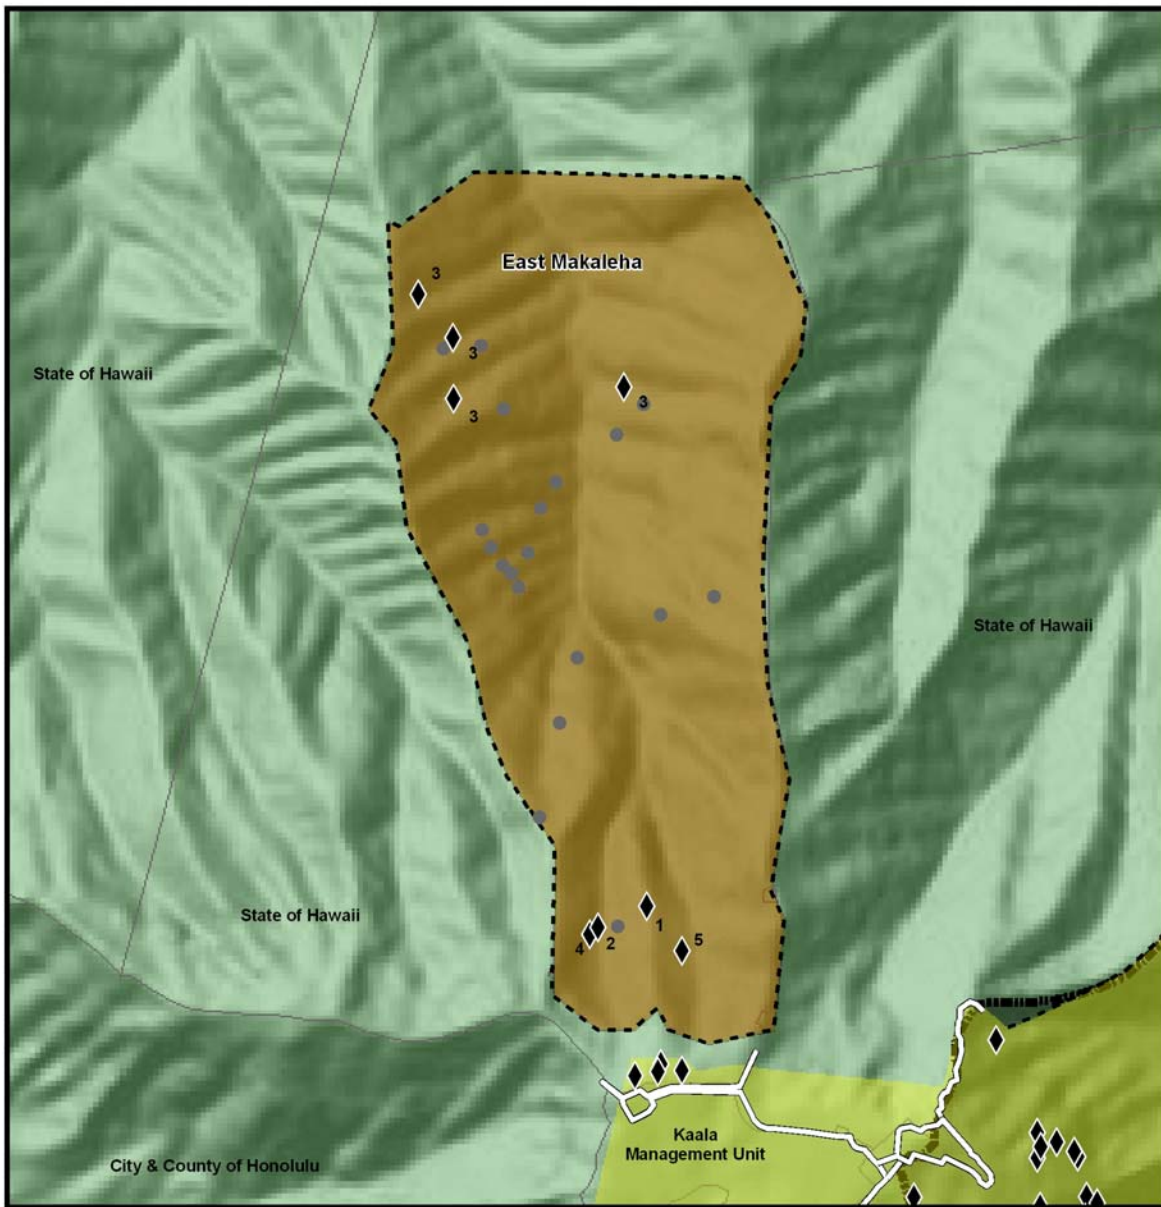 East Makaleha
3
3
State of Hawaii
3
3
State of Hawaii
State of Hawaii
1
4
2
5
Kaala
Management Unit
City & County of Honolulu